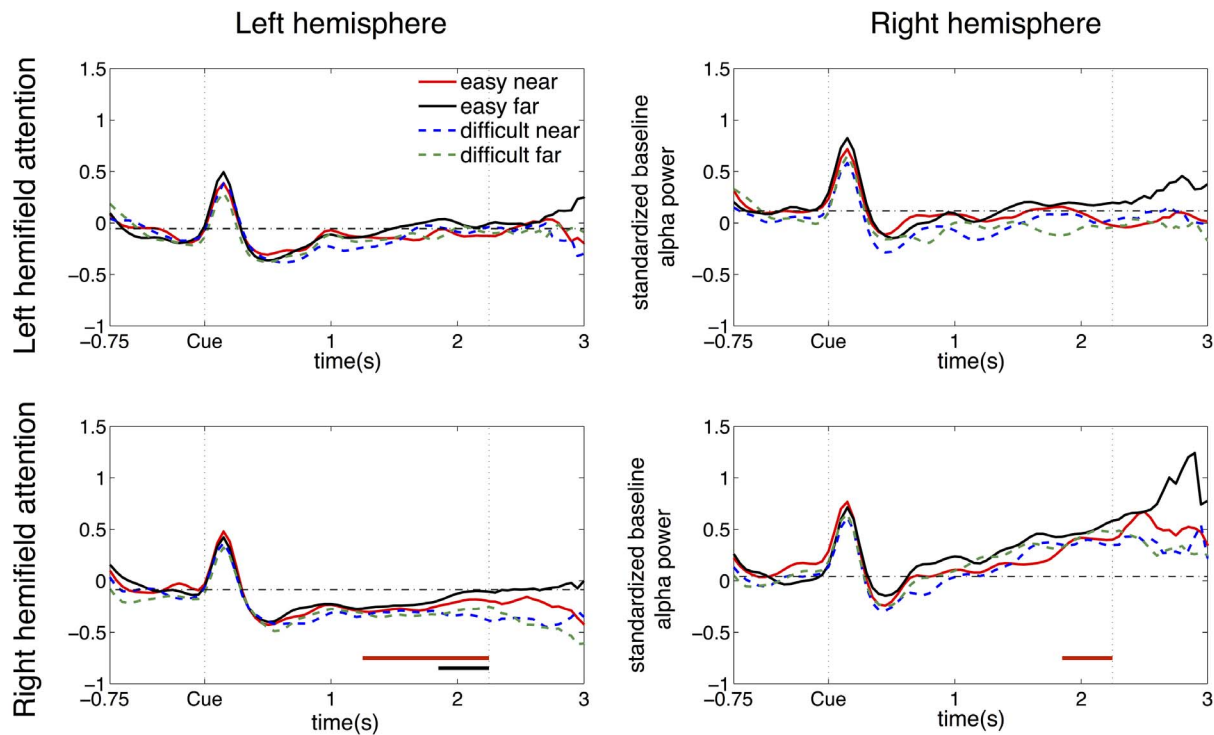 Left hemisphere
Right hemisphere
Left hemifield attention
1.5
1
0.5
0
−0.5
−1
−0.75
Cue
1
2
3
time(s)
easy near
easy far
difficult near
difficult far
standardized baseline
alpha power
1.5
1
0.5
0
−0.5
−1
−0.75
Cue
1
2
3
time(s)
Right hemifield attention
1.5
1
0.5
0
−0.5
−1
−0.75
Cue
1
2
3
time(s)
standardized baseline
alpha power
1.5
1
0.5
0
−0.5
−1
−0.75
Cue
1
2
3
time(s)